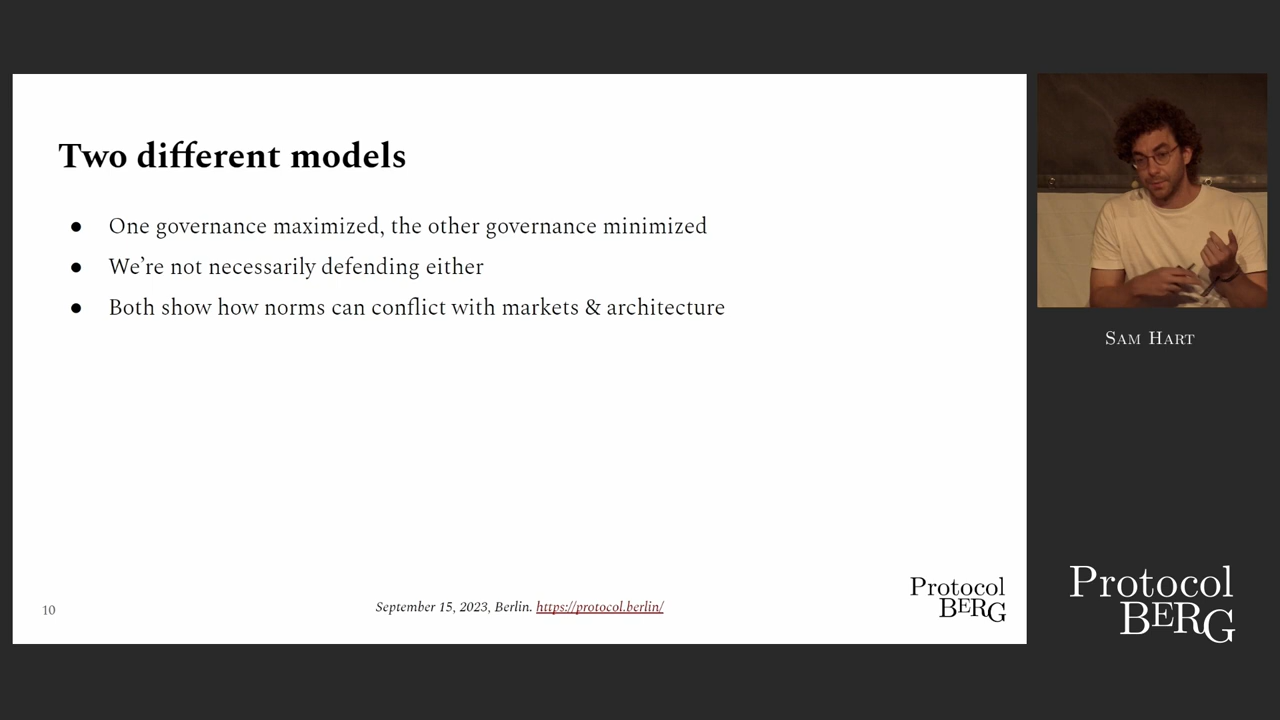 Two different models
● One governance maximized, the other governance minimized
● We’re not necessarily defending either
● Both show how norms can conflict with markets & architecture
10
September 15, 2023, Berlin. https://protocol.berlin/
Protocol
BERG
Sam Hart
Protocol
BERG